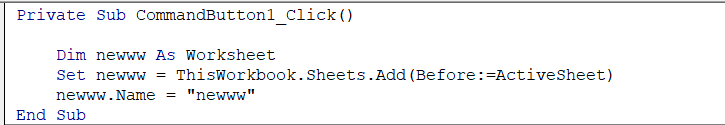 Private Sub CommandButton1_Click()
Dim newww As Worksheet
Set newww = ThisWorkbook.Sheets.Add(Before:=ActiveSheet)
newww.Name = "newww"
End Sub